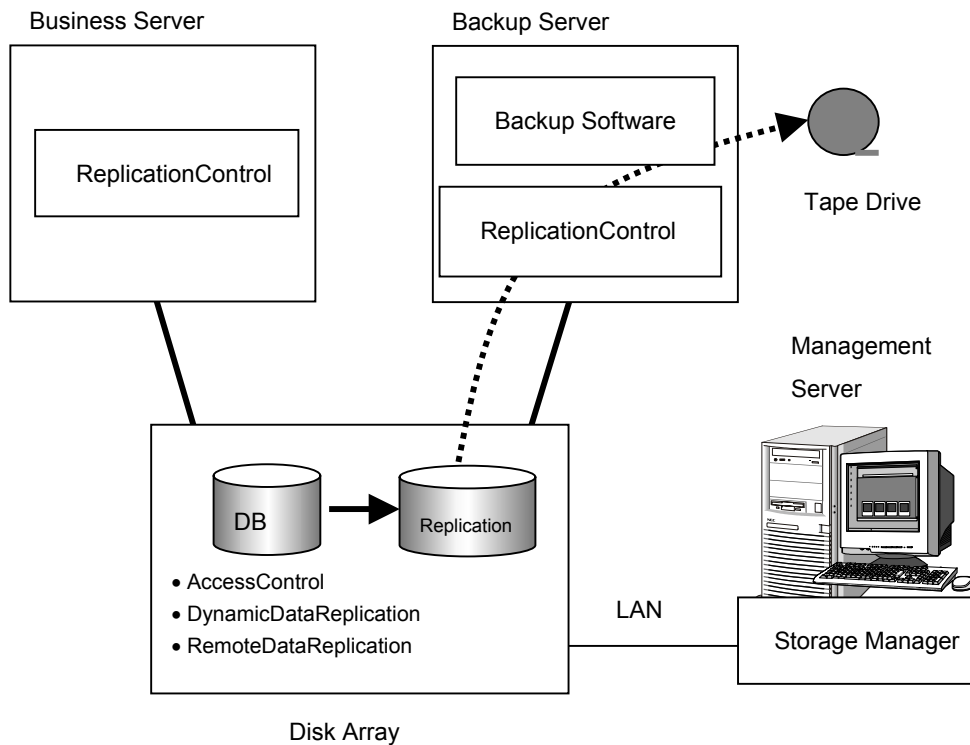 Business Server
Backup Server
ReplicationControl
Backup Software
ReplicationControl
Tape Drive
Management
Server
DB
Replication
• AccessControl
• DynamicDataReplication
• RemoteDataReplication
LAN
Storage Manager
Disk Array